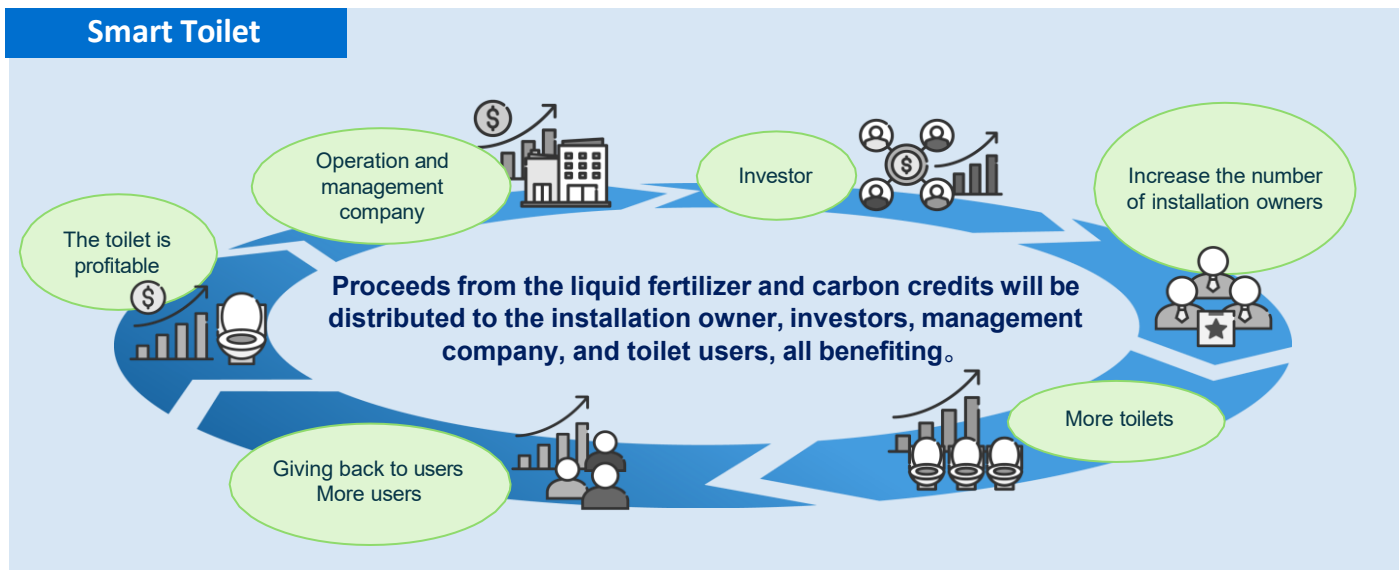 Smart Toilet
Operation and
management
company
Investor
Increase the number
of installation owners
The toilet is
profitable
Proceeds from the liquid fertilizer and carbon credits will be
distributed to the installation owner, investors, management
company, and toilet users, all benefiting。
More toilets
Giving back to users
More users
$
$
$